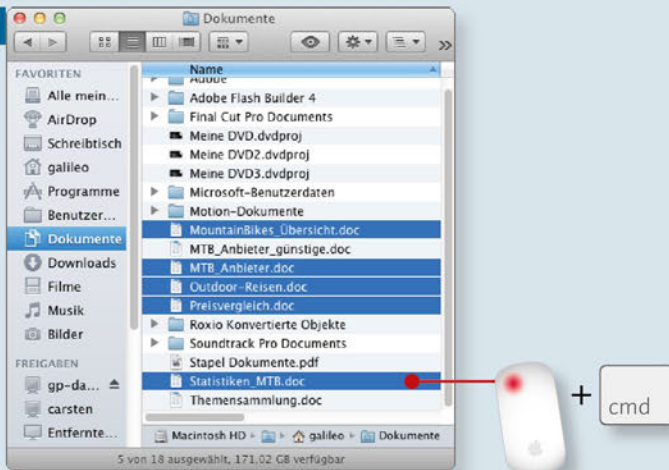 Dokumente
FAVORITEN
Alle mein...
AirDrop
Schreibtisch
galileo
Programme
Benutzer...
Dokumente
Downloads
Filme
Musik
Bilder
FREIGABEN
gp-da...
carsten
Entfernte...
Name
Adobe
Adobe Flash Builder 4
Final Cut Pro Documents
Meine DVD.dvdproj
Meine DVD2.dvdproj
Meine DVD3.dvdproj
Microsoft-Benutzerdaten
Motion-Dokumente
MountainBikes_Übersicht.doc
MTB_Anbieter_günstige.doc
MTB_Anbieter.doc
Outdoor-Reisen.doc
Preisvergleich.doc
Roxio Konvertierte Objekte
Soundtrack Pro Documents
Stapel Dokumente.pdf
Statistiken_MTB.doc
Themensammlung.doc
Macintosh HD ▸ ▸ galileo ▸ Dokumente
5 von 18 ausgewählt, 171,02 GB verfügbar
+
cmd